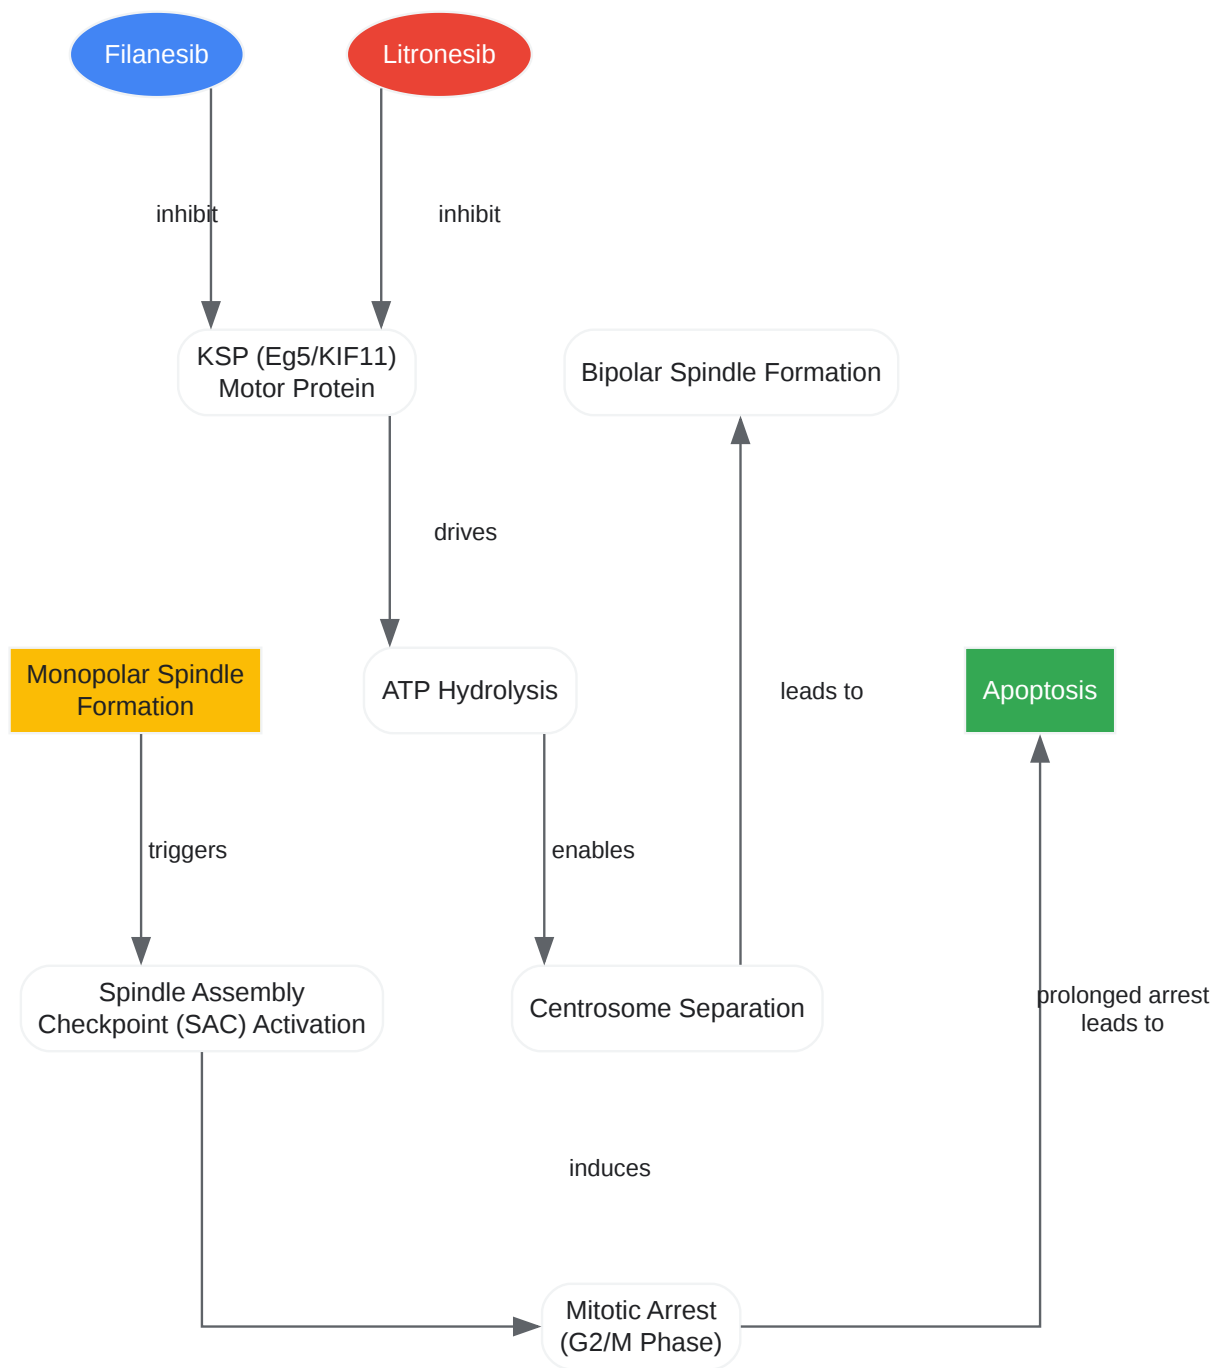 Filanesib
Litronesib
inhibit
inhibit
KSP (Eg5/KIF11)
Motor Protein
Bipolar Spindle Formation
drives
Monopolar Spindle
Formation
ATP Hydrolysis
leads to
Apoptosis
triggers
enables
Spindle Assembly
Checkpoint (SAC) Activation
Centrosome Separation
prolonged arrest
leads to
induces
Mitotic Arrest
(G2/M Phase)